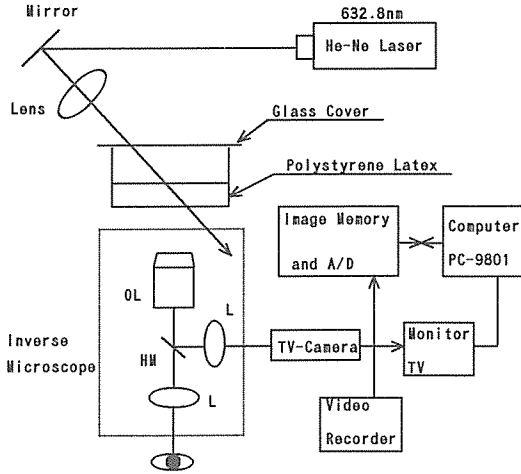 Mirror
632.8nm
He-Ne Laser
Lens
Glass Cover
Polystyrene Latex
Image Memory
and A/D
Computer
PC-9801
OL
L
Inverse
Microscope
HM
TV-Camera
Monitor
TV
L
Video
Recorder